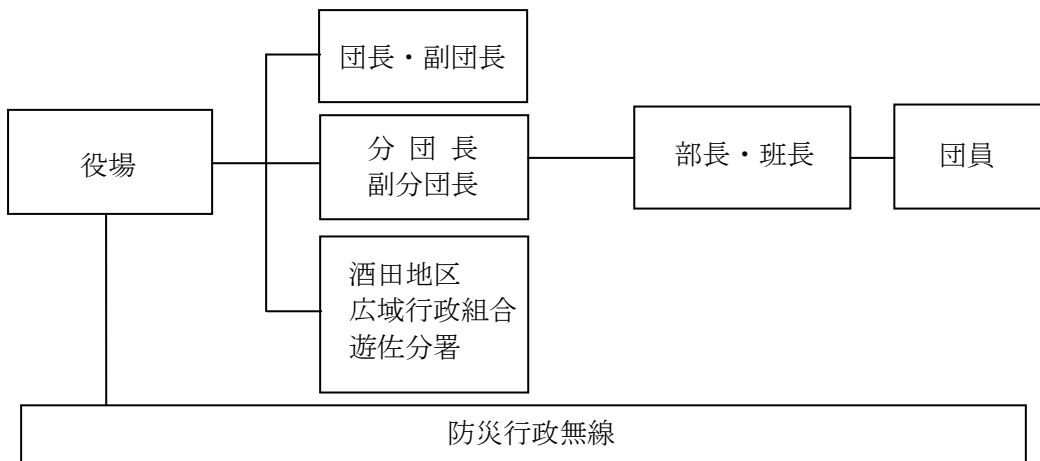 団長・副団長
役場
分 団 長
副分団長
部長・班長
団員
酒田地区
広域行政組合
遊佐分署
防災行政無線